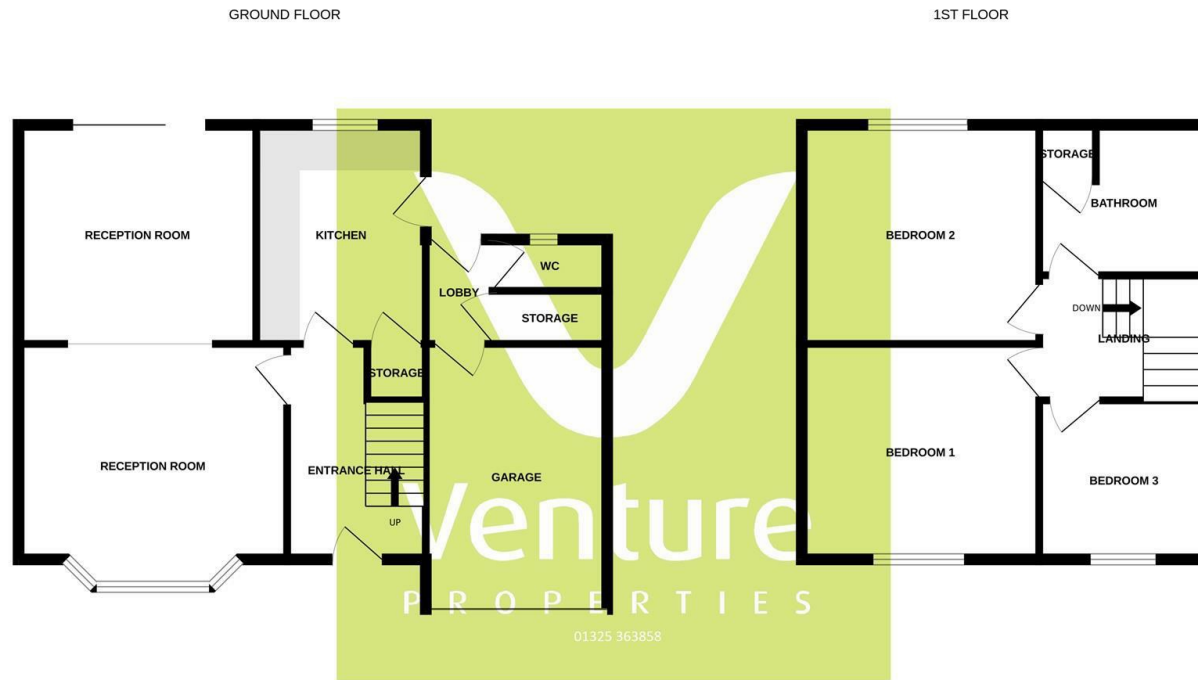 GROUND FLOOR
1ST FLOOR
RECEPTION ROOM
KITCHEN
WC
LOBBY
STORAGE
STORAGE
RECEPTION ROOM
ENTRANCE HALL
GARAGE
UP
STORAGE
BATHROOM
BEDROOM 2
DOWN
LANDING
BEDROOM 1
BEDROOM 3
Venture
PROPERTIES
01325 363858